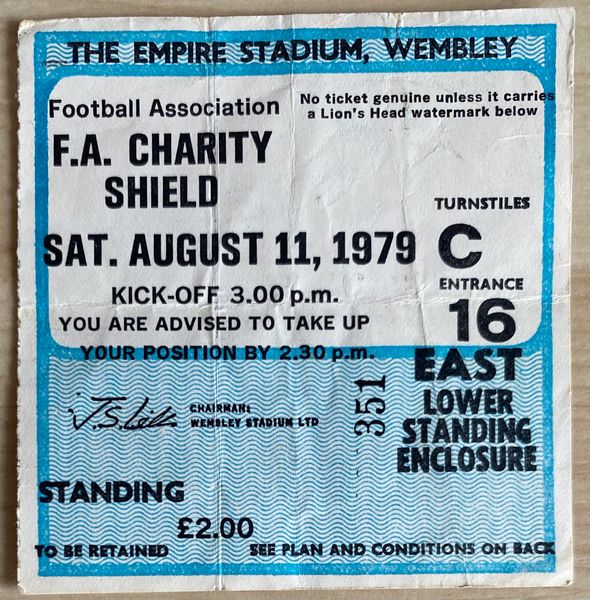 THE EMPIRE STADIUM, WEMBLEY
Football Association
No ticket genuine unless it carries
a Lion's Head watermark below
F.A. CHARITY
SHIELD
TURNSTILES
SAT. AUGUST 11, 1979
C
KICK-OFF 3.00 p.m.
ENTRANCE
16
YOU ARE ADVISED TO TAKE UP
YOUR POSITION BY 2.30 p.m.
EAST
LOWER
STANDING
ENCLOSURE
351
CHAIRMAN:
WEMBLEY STADIUM LTD
STANDING
£2.00
TO BE RETAINED
SEE PLAN AND CONDITIONS ON BACK